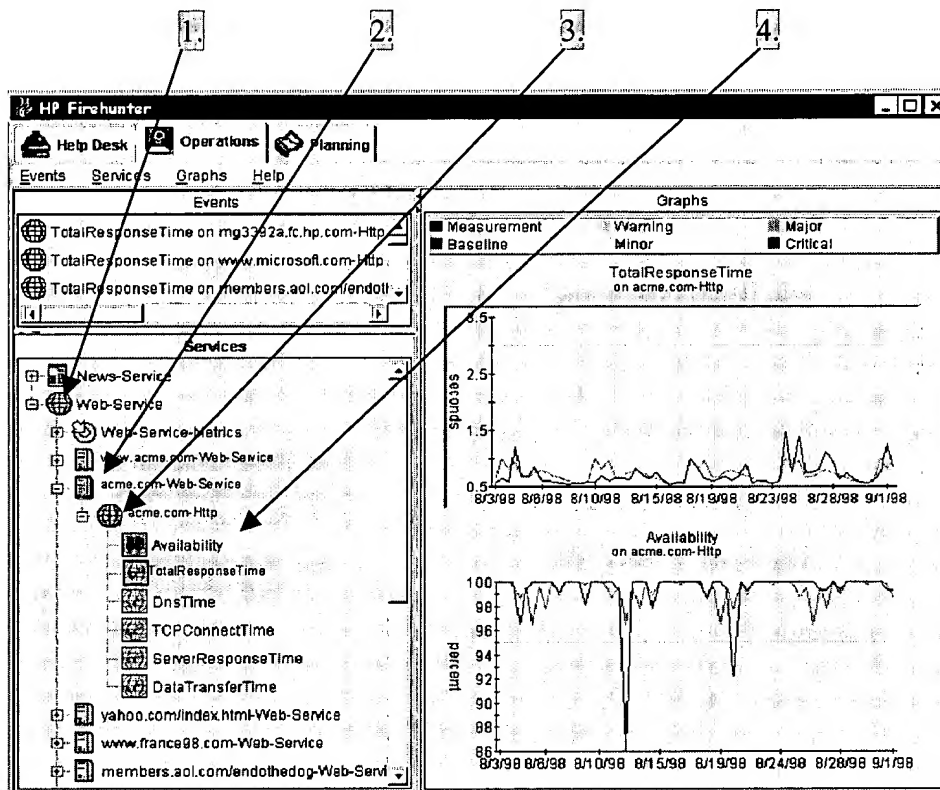 1. 2. 3. 4.
HP Firehunter
Help Desk Operations Planning
Events Services Graphs Help
Events
TotalResponseTime on mg3392a.fc.hp.com-Http
TotalResponseTime on www.microsoft.com-Http
TotalResponseTime on members.aol.com/endoth
Services
News-Service
Web-Service
Web-Service-Metrics
www.acme.com-Web-Service
acme.com-Web-Service
acme.com-Http
Availability
TotalResponseTime
DnsTime
TCPConnectTime
ServerResponseTime
DataTransferTime
yahoo.com/index.html-Web-Service
www.france98.com-Web-Service
members.aol.com/endothedog-Web-Servi
Graphs
Measurement Warning Major
Baseline Minor Critical
TotalResponseTime
on acme.com-Http
3.5
2.5
1.5
0.5
seconds
8/3/98 8/6/98 8/10/98 8/15/98 8/19/98 8/23/98 8/28/98 9/1/98
Availability
on acme.com-Http
100
98
96
94
92
90
88
86
percent
8/3/98 8/6/98 8/10/98 8/15/98 8/19/98 8/24/98 8/28/98 9/1/98